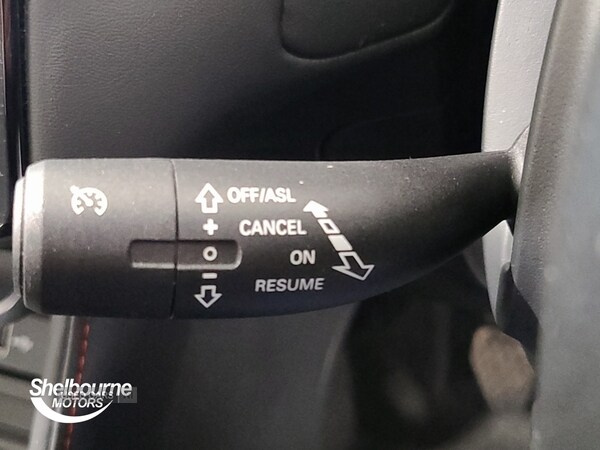 OFF/ASL
+ CANCEL
O ON
- RESUME
Shelbourne
MOTORS